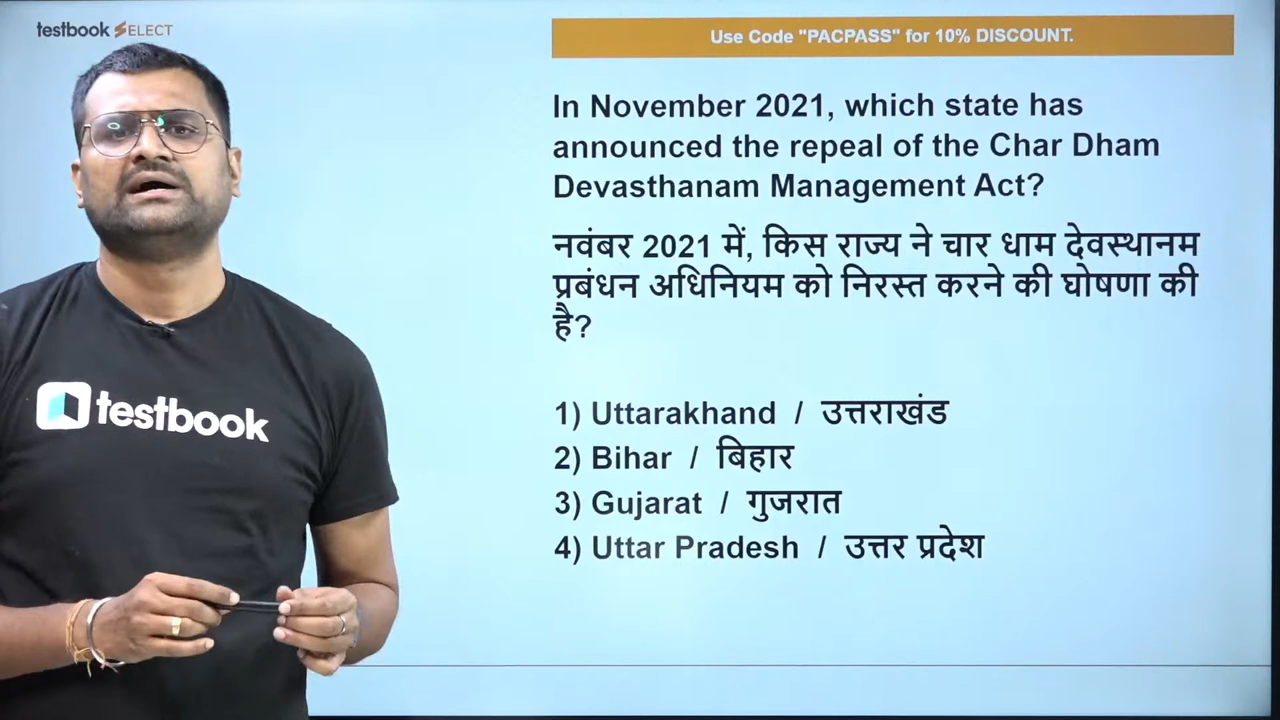 testbook SELECT
Use Code "PACPASS" for 10% DISCOUNT.
In November 2021, which state has
announced the repeal of the Char Dham
Devasthanam Management Act?
नवंबर 2021 में, किस राज्य ने चार धाम देवस्थानम
प्रबंधन अधिनियम को निरस्त करने की घोषणा की
है?
1) Uttarakhand / उत्तराखंड
2) Bihar / बिहार
3) Gujarat / गुजरात
4) Uttar Pradesh / उत्तर प्रदेश
testbook